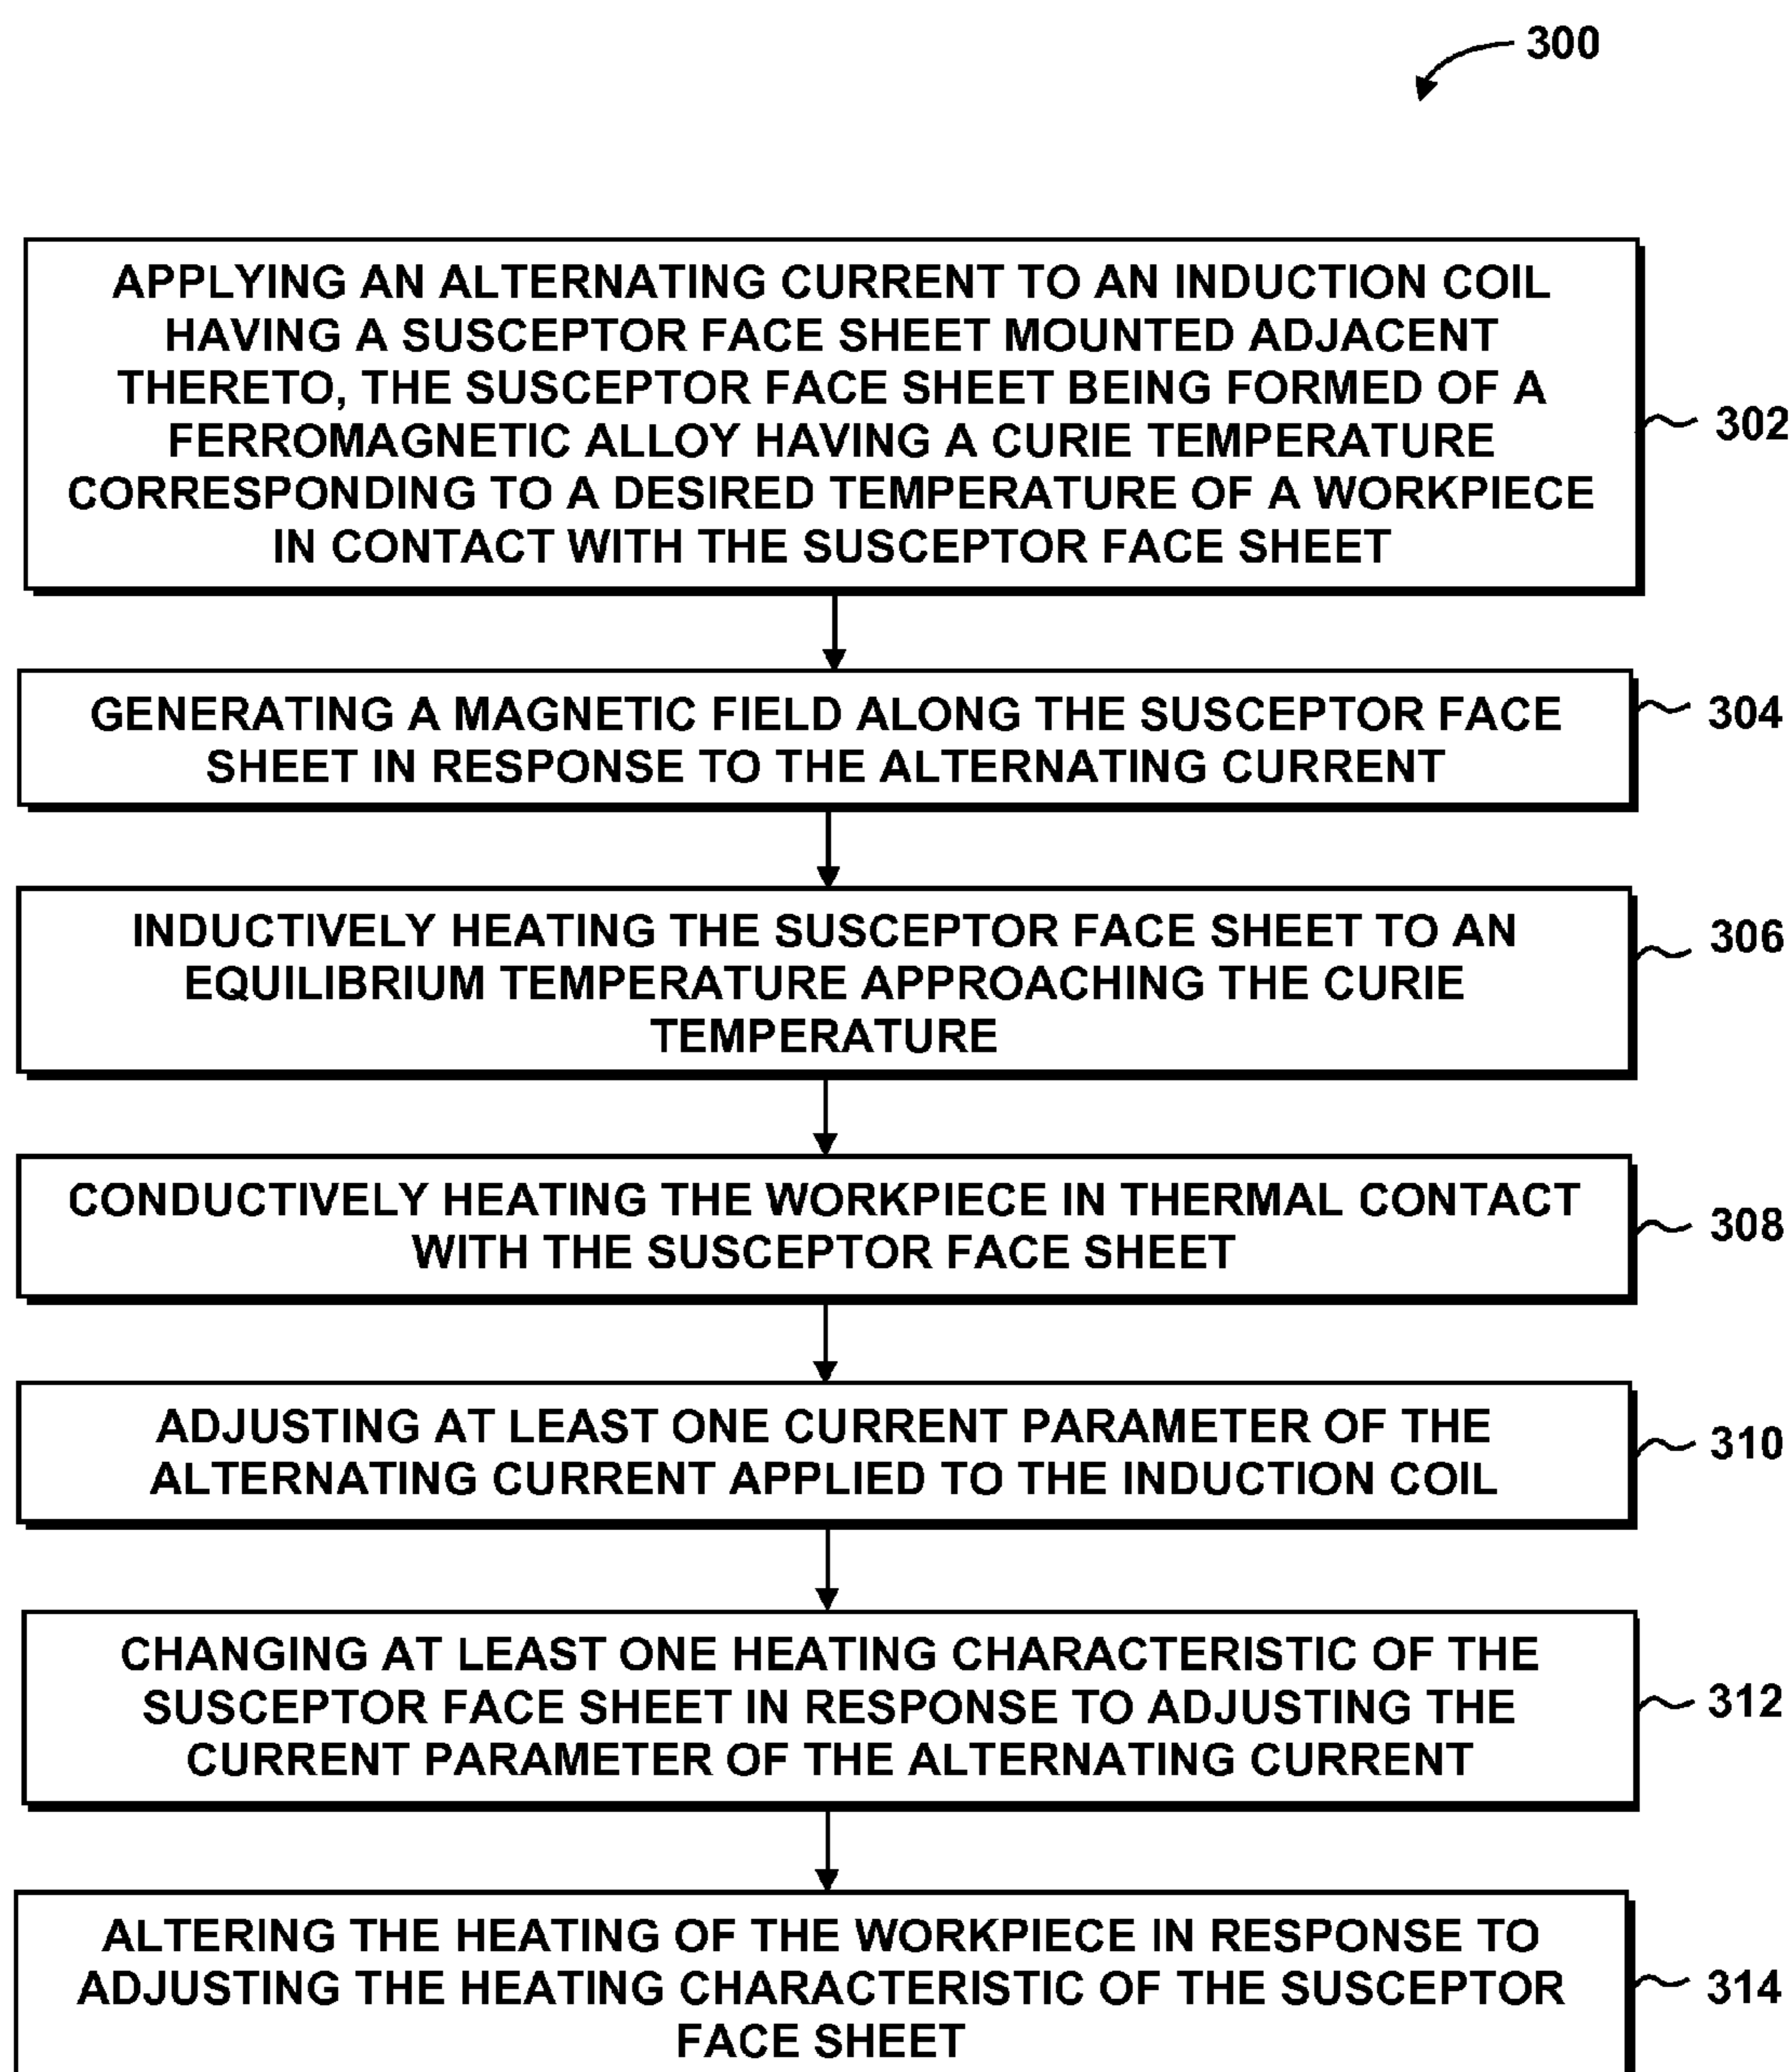 300
APPLYING AN ALTERNATING CURRENT TO AN INDUCTION COIL
HAVING A SUSCEPTOR FACE SHEET MOUNTED ADJACENT
THERETO, THE SUSCEPTOR FACE SHEET BEING FORMED OF A
FERROMAGNETIC ALLOY HAVING A CURIE TEMPERATURE
CORRESPONDING TO A DESIRED TEMPERATURE OF A WORKPIECE
IN CONTACT WITH THE SUSCEPTOR FACE SHEET
302
GENERATING A MAGNETIC FIELD ALONG THE SUSCEPTOR FACE
SHEET IN RESPONSE TO THE ALTERNATING CURRENT
304
INDUCTIVELY HEATING THE SUSCEPTOR FACE SHEET TO AN
EQUILIBRIUM TEMPERATURE APPROACHING THE CURIE
TEMPERATURE
306
CONDUCTIVELY HEATING THE WORKPIECE IN THERMAL CONTACT
WITH THE SUSCEPTOR FACE SHEET
308
ADJUSTING AT LEAST ONE CURRENT PARAMETER OF THE
ALTERNATING CURRENT APPLIED TO THE INDUCTION COIL
310
CHANGING AT LEAST ONE HEATING CHARACTERISTIC OF THE
SUSCEPTOR FACE SHEET IN RESPONSE TO ADJUSTING THE
CURRENT PARAMETER OF THE ALTERNATING CURRENT
312
ALTERING THE HEATING OF THE WORKPIECE IN RESPONSE TO
ADJUSTING THE HEATING CHARACTERISTIC OF THE SUSCEPTOR
FACE SHEET
314